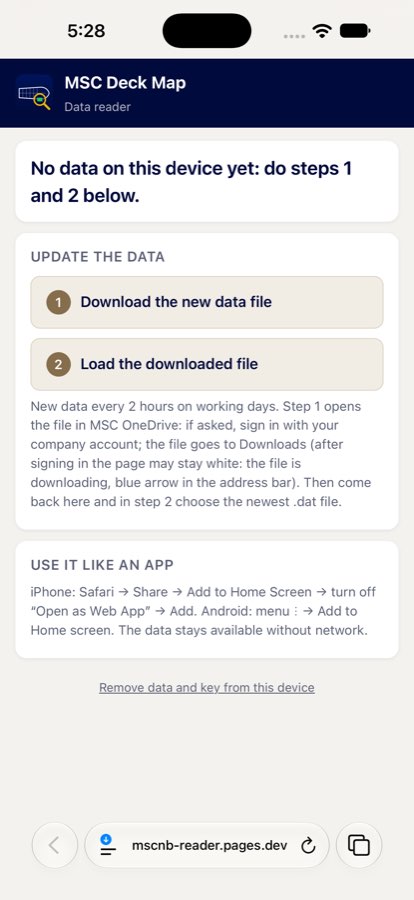 5:28
MSC Deck Map
Data reader
No data on this device yet: do steps 1
and 2 below.
UPDATE THE DATA
1 Download the new data file
2 Load the downloaded file
New data every 2 hours on working days. Step 1 opens
the file in MSC OneDrive: if asked, sign in with your
company account; the file goes to Downloads (after
signing in the page may stay white: the file is
downloading, blue arrow in the address bar). Then come
back here and in step 2 choose the newest .dat file.
USE IT LIKE AN APP
iPhone: Safari → Share → Add to Home Screen → turn off
“Open as Web App” → Add. Android: menu ⋮ → Add to
Home screen. The data stays available without network.
Remove data and key from this device
mscnb-reader.pages.dev